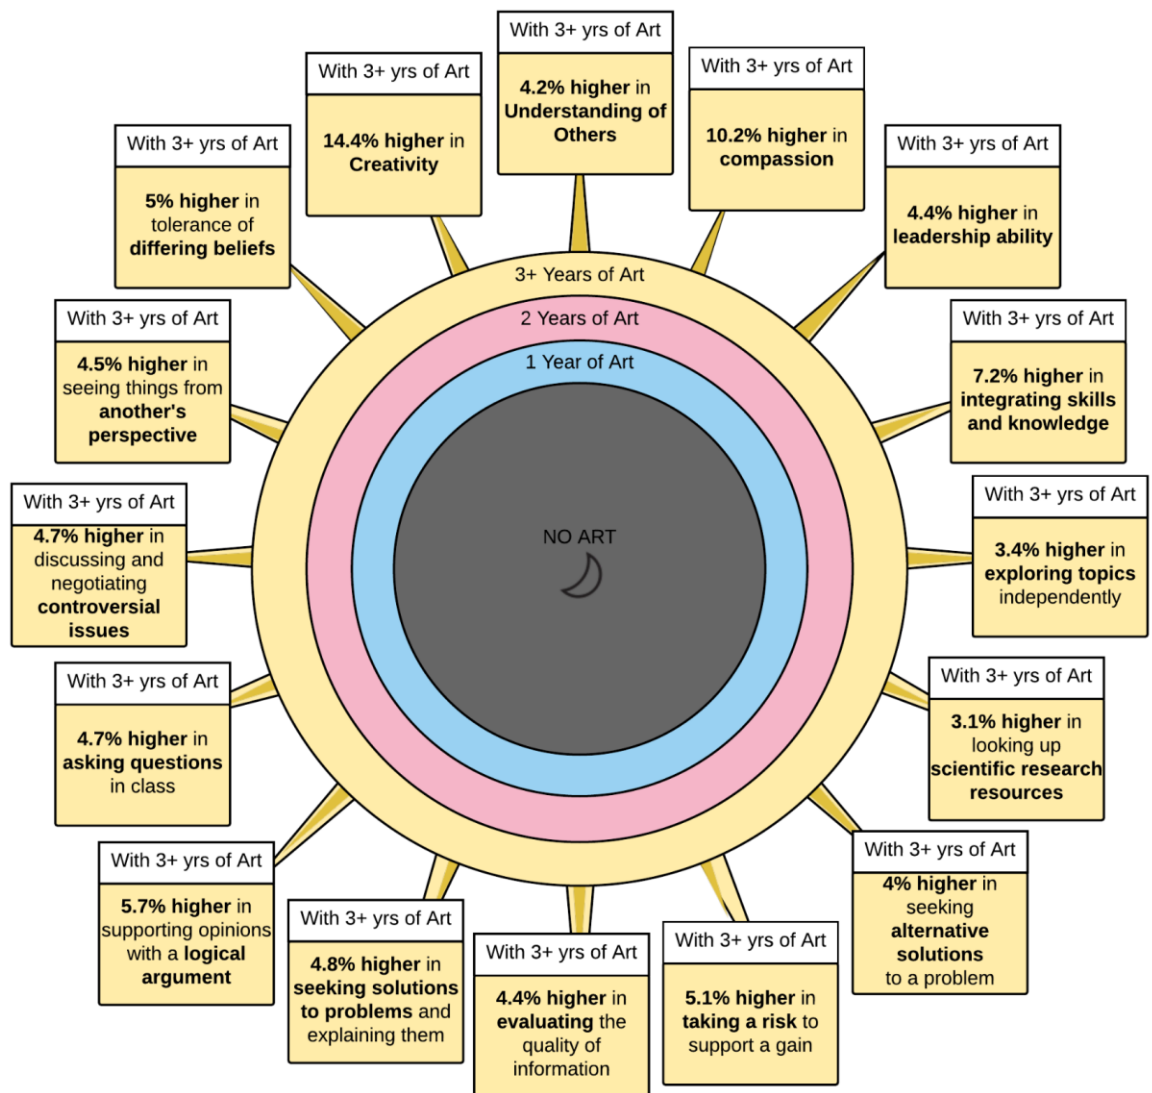 With 3+ yrs of Art
4.2% higher in
Understanding of
Others
With 3+ yrs of Art
10.2% higher in
compassion
With 3+ yrs of Art
4.4% higher in
leadership ability
With 3+ yrs of Art
7.2% higher in
integrating skills
and knowledge
With 3+ yrs of Art
3.4% higher in
exploring topics
independently
With 3+ yrs of Art
3.1% higher in
looking up
scientific research
resources
With 3+ yrs of Art
4% higher in
seeking
alternative
solutions
to a problem
With 3+ yrs of Art
5.1% higher in
taking a risk to
support a gain
With 3+ yrs of Art
4.4% higher in
evaluating the
quality of
information
With 3+ yrs of Art
4.8% higher in
seeking solutions
to problems and
explaining them
With 3+ yrs of Art
5.7% higher in
supporting opinions
with a logical
argument
With 3+ yrs of Art
4.7% higher in
asking questions
in class
With 3+ yrs of Art
4.7% higher in
discussing and
negotiating
controversial
issues
With 3+ yrs of Art
4.5% higher in
seeing things from
another's
perspective
With 3+ yrs of Art
5% higher in
tolerance of
differing beliefs
With 3+ yrs of Art
14.4% higher in
Creativity
3+ Years of Art
2 Years of Art
1 Year of Art
NO ART